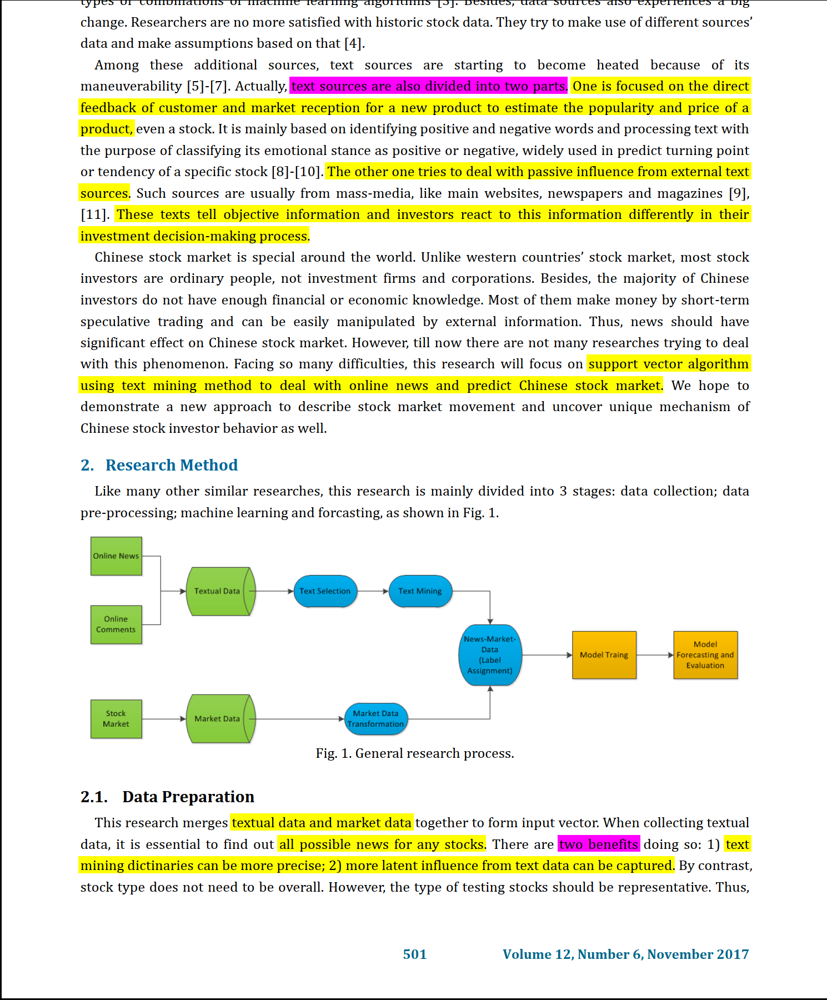 types or combinations of machine learning algorithms [3]. Besides, data sources also experiences a big
change. Researchers are no more satisfied with historic stock data. They try to make use of different sources’
data and make assumptions based on that [4].
Among these additional sources, text sources are starting to become heated because of its
maneuverability [5]-[7]. Actually, text sources are also divided into two parts. One is focused on the direct
feedback of customer and market reception for a new product to estimate the popularity and price of a
product, even a stock. It is mainly based on identifying positive and negative words and processing text with
the purpose of classifying its emotional stance as positive or negative, widely used in predict turning point
or tendency of a specific stock [8]-[10]. The other one tries to deal with passive influence from external text
sources. Such sources are usually from mass-media, like main websites, newspapers and magazines [9],
[11]. These texts tell objective information and investors react to this information differently in their
investment decision-making process.
Chinese stock market is special around the world. Unlike western countries’ stock market, most stock
investors are ordinary people, not investment firms and corporations. Besides, the majority of Chinese
investors do not have enough financial or economic knowledge. Most of them make money by short-term
speculative trading and can be easily manipulated by external information. Thus, news should have
significant effect on Chinese stock market. However, till now there are not many researches trying to deal
with this phenomenon. Facing so many difficulties, this research will focus on support vector algorithm
using text mining method to deal with online news and predict Chinese stock market. We hope to
demonstrate a new approach to describe stock market movement and uncover unique mechanism of
Chinese stock investor behavior as well.
2. Research Method
Like many other similar researches, this research is mainly divided into 3 stages: data collection; data
pre-processing; machine learning and forcasting, as shown in Fig. 1.
Online News
Textual Data
Text Selection
Text Mining
Online
Comments
News-Market-
Data
(Label
Assignment)
Model Traing
Model
Forecasting and
Evaluation
Stock
Market
Market Data
Market Data
Transformation
Fig. 1. General research process.
2.1. Data Preparation
This research merges textual data and market data together to form input vector. When collecting textual
data, it is essential to find out all possible news for any stocks. There are two benefits doing so: 1) text
mining dictinaries can be more precise; 2) more latent influence from text data can be captured. By contrast,
stock type does not need to be overall. However, the type of testing stocks should be representative. Thus,
501
Volume 12, Number 6, November 2017